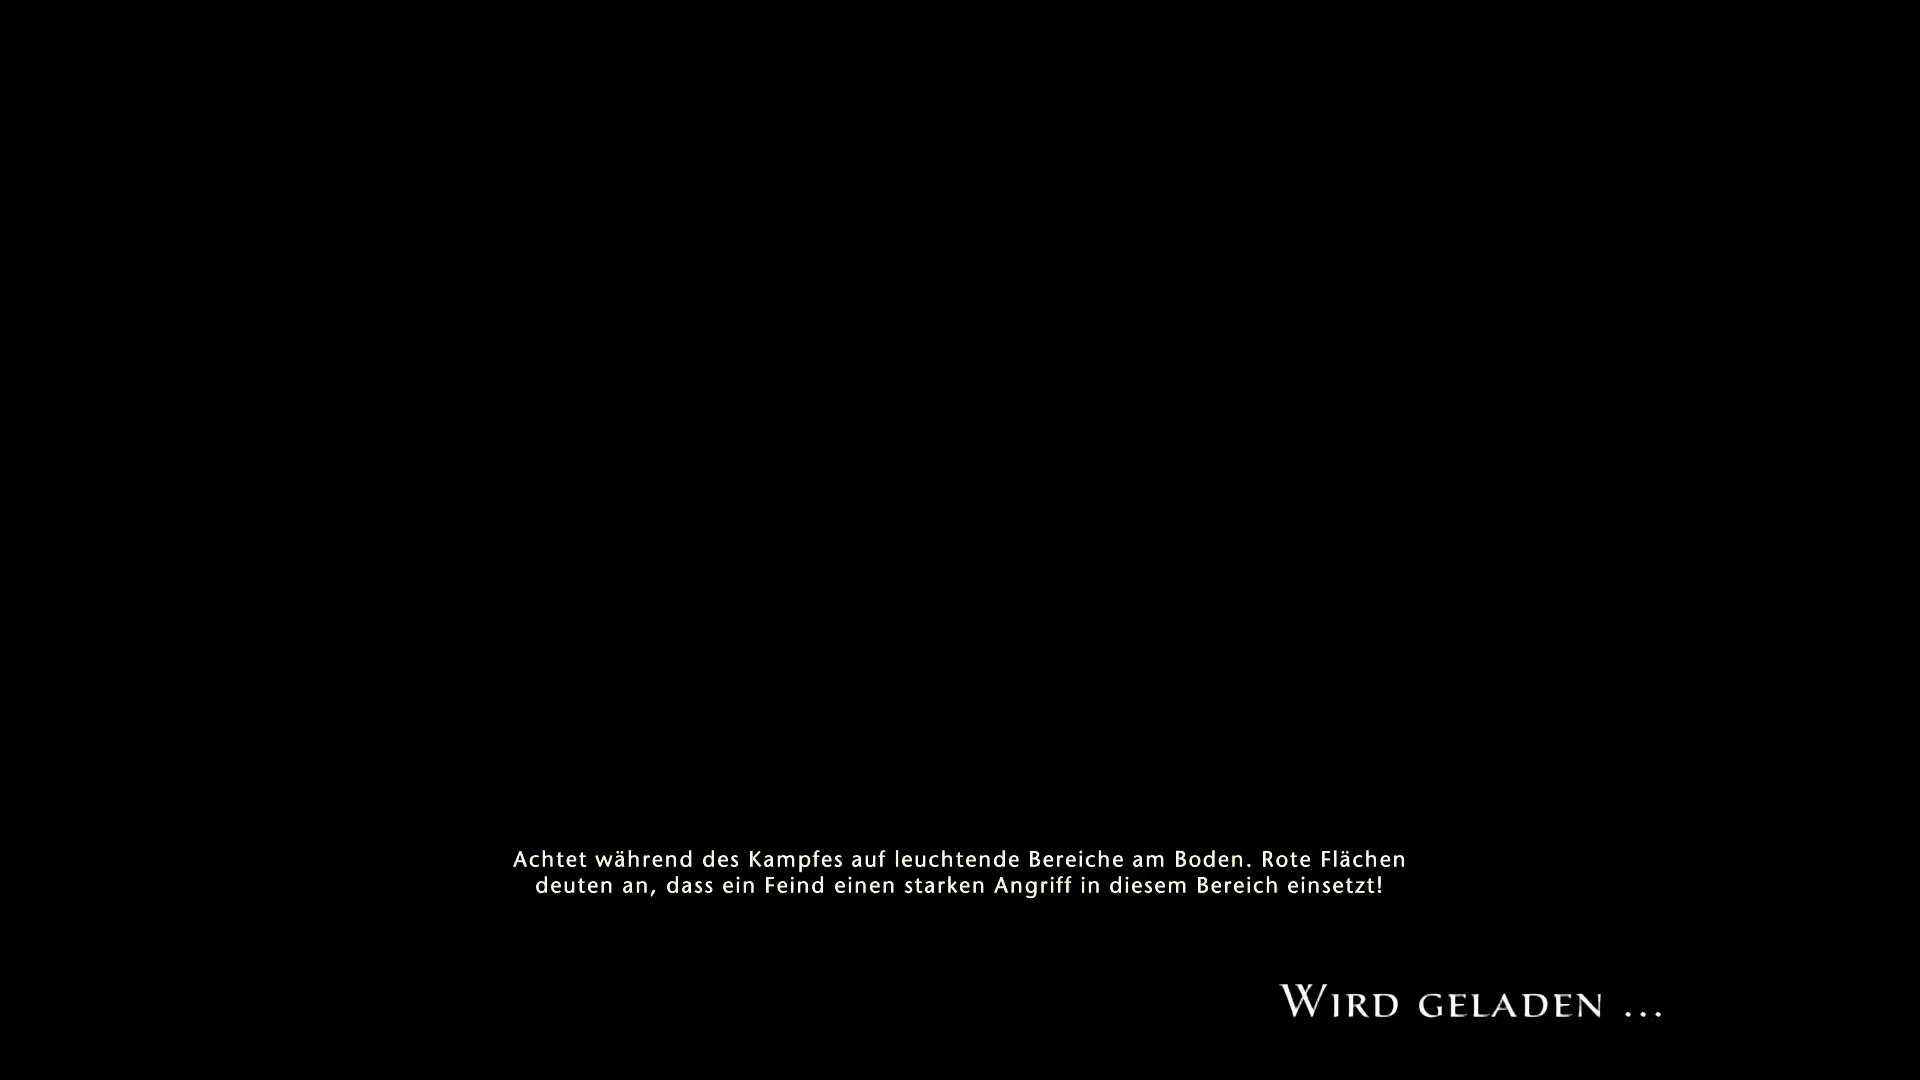 Achtet während des Kampfes auf leuchtende Bereiche am Boden. Rote Flächen
deuten an, dass ein Feind einen starken Angriff in diesem Bereich einsetzt!
Wird geladen ...